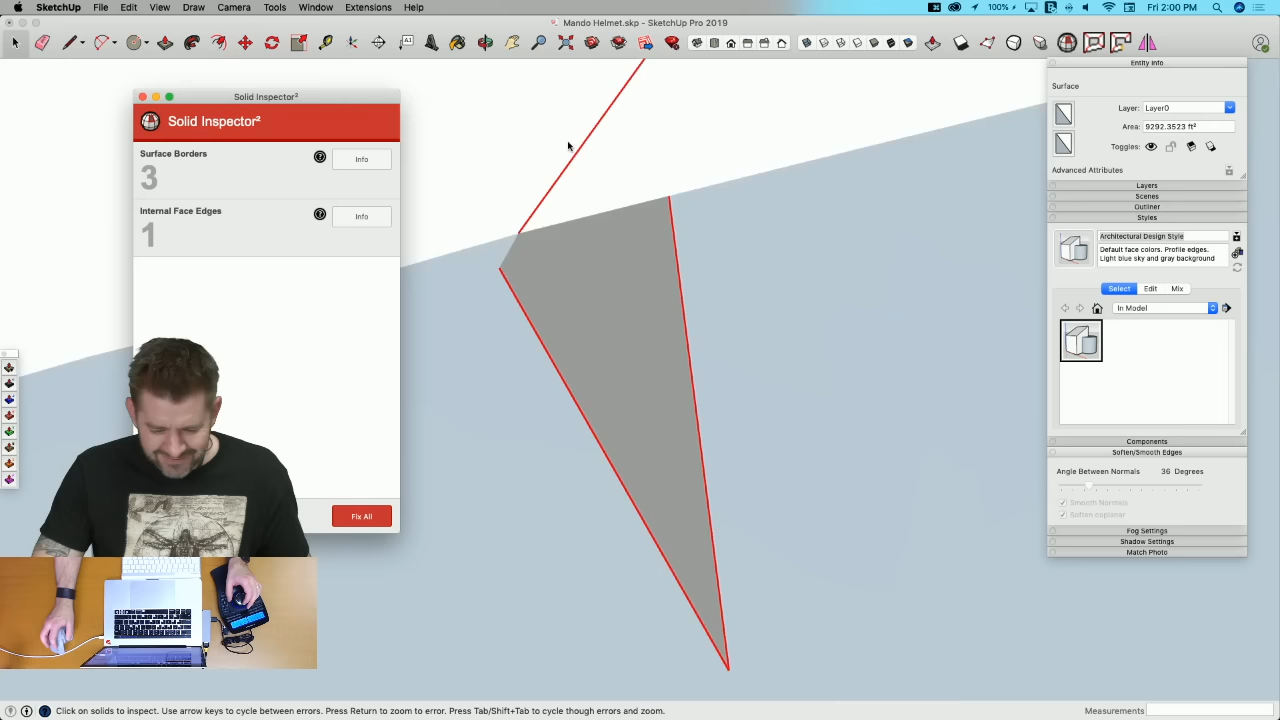 SketchUp File Edit View Draw Camera Tools Window Extensions Help
100% Fri 2:00 PM
Mando Helmet.skp - SketchUp Pro 2019
Solid Inspector²
Solid Inspector²
Surface Borders
Info
3
Internal Face Edges
Info
1
Fix All
Entity Info
Surface
Layer: Layer0
Area: 9292.3523 ft²
Toggles:
Advanced Attributes
Layers
Scenes
Outliner
Styles
Architectural Design Style
Default face colors. Profile edges.
Light blue sky and gray background
Select Edit Mix
In Model
Components
Soften/Smooth Edges
Angle Between Normals 36 Degrees
Smooth Normals
Soften coplanar
Fog Settings
Shadow Settings
Match Photo
Click on solids to inspect. Use arrow keys to cycle between errors. Press Return to zoom to error. Press Tab/Shift+Tab to cycle though errors and zoom.
Measurements